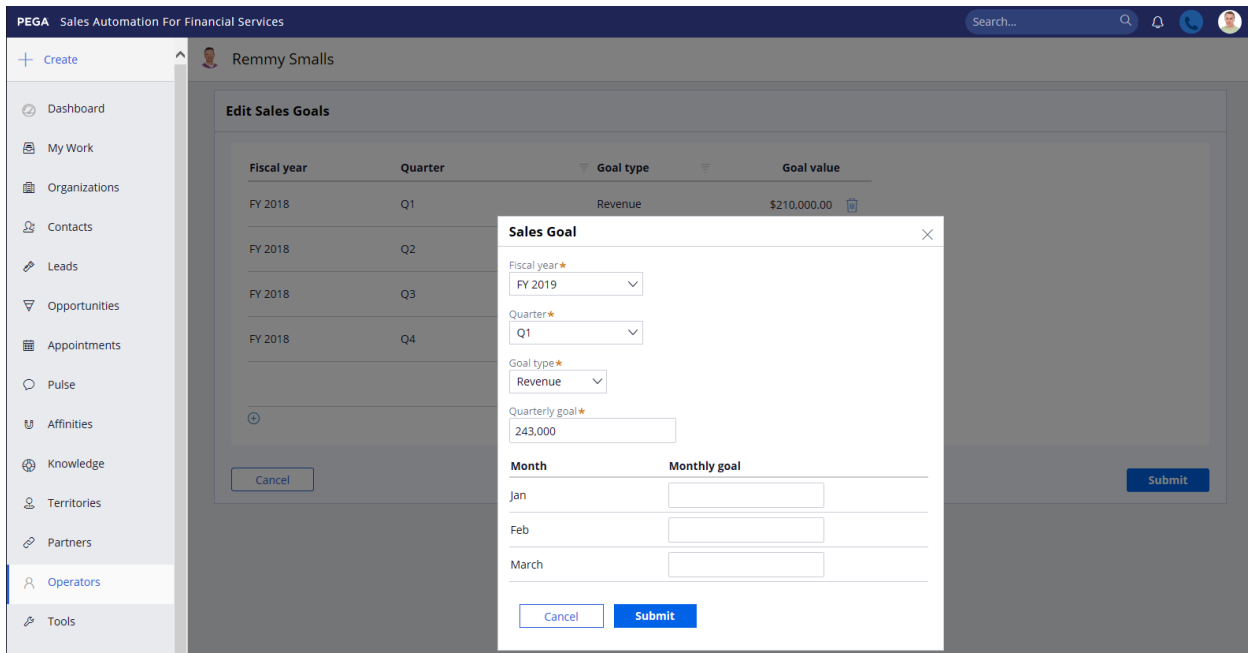 PEGA Sales Automation For Financial Services
Search...
Create
Remmy Smalls
Dashboard
My Work
Organizations
Contacts
Leads
Opportunities
Appointments
Pulse
Affinities
Knowledge
Territories
Partners
Operators
Tools
Edit Sales Goals
Fiscal year Quarter Goal type Goal value
FY 2018 Q1 Revenue $210,000.00
FY 2018 Q2
FY 2018 Q3
FY 2018 Q4
Cancel
Submit
Sales Goal
Fiscal year★
FY 2019
Quarter★
Q1
Goal type★
Revenue
Quarterly goal★
243,000
Month Monthly goal
Jan
Feb
March
Cancel Submit